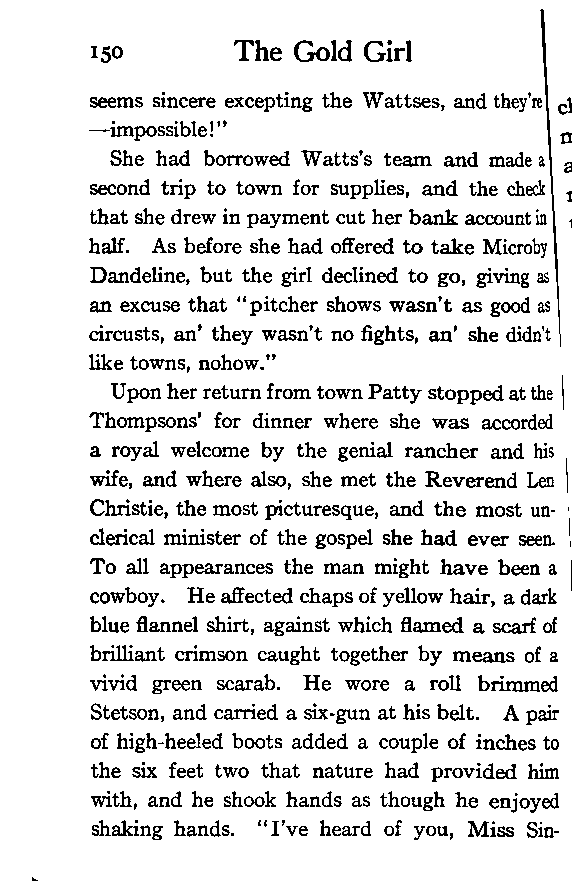 150 The Gold Girl
seems sincere excepting the Wattses, and they're
—impossible!"
She had borrowed Watts's team and made a
second trip to town for supplies, and the check
that she drew in payment cut her bank account in
half. As before she had offered to take Microby
Dandeline, but the girl declined to go, giving as
an excuse that "pitcher shows wasn't as good as
circusts, an' they wasn't no fights, an' she didn't
like towns, nohow."
Upon her return from town Patty stopped at the
Thompsons' for dinner where she was accorded
a royal welcome by the genial rancher and his
wife, and where also, she met the Reverend Len
Christie, the most picturesque, and the most un-
clerical minister of the gospel she had ever seen.
To all appearances the man might have been a
cowboy. He affected chaps of yellow hair, a dark
blue flannel shirt, against which flamed a scarf of
brilliant crimson caught together by means of a
vivid green scarab. He wore a roll brimmed
Stetson, and carried a six-gun at his belt. A pair
of high-heeled boots added a couple of inches to
the six feet two that nature had provided him
with, and he shook hands as though he enjoyed
shaking hands. "I've heard of you, Miss Sin-